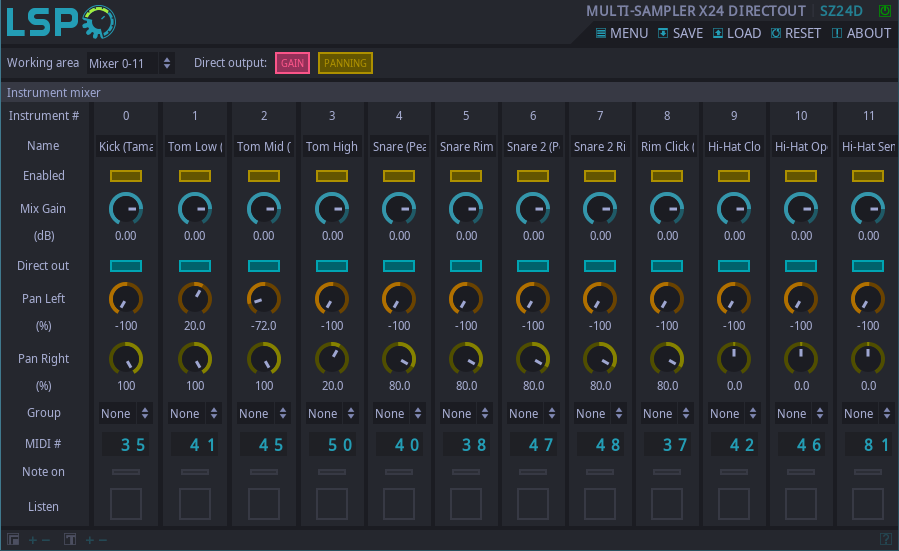 LSP
MULTI-SAMPLER X24 DIRECTOUT SZ24D
MENU SAVE LOAD RESET ABOUT
Working area Mixer 0-11 Direct output: GAIN PANNING
Instrument mixer
Instrument # 0 1 2 3 4 5 6 7 8 9 10 11
Name Kick (Tama Tom Low ( Tom Mid ( Tom High Snare (Pea Snare Rim Snare 2 (P Snare 2 Ri Rim Click ( Hi-Hat Clo Hi-Hat Ope Hi-Hat Sen
Enabled
Mix Gain
(dB) 0.00 0.00 0.00 0.00 0.00 0.00 0.00 0.00 0.00 0.00 0.00 0.00
Direct out
Pan Left
(%) -100 20.0 -72.0 -100 -100 -100 -100 -100 -100 -100 -100 -100
Pan Right
(%) 100 100 100 20.0 80.0 80.0 80.0 80.0 80.0 0.0 0.0 0.0
Group None None None None None None None None None None None None
MIDI # 35 41 45 50 40 38 47 48 37 42 46 81
Note on
Listen
+ - + - ?